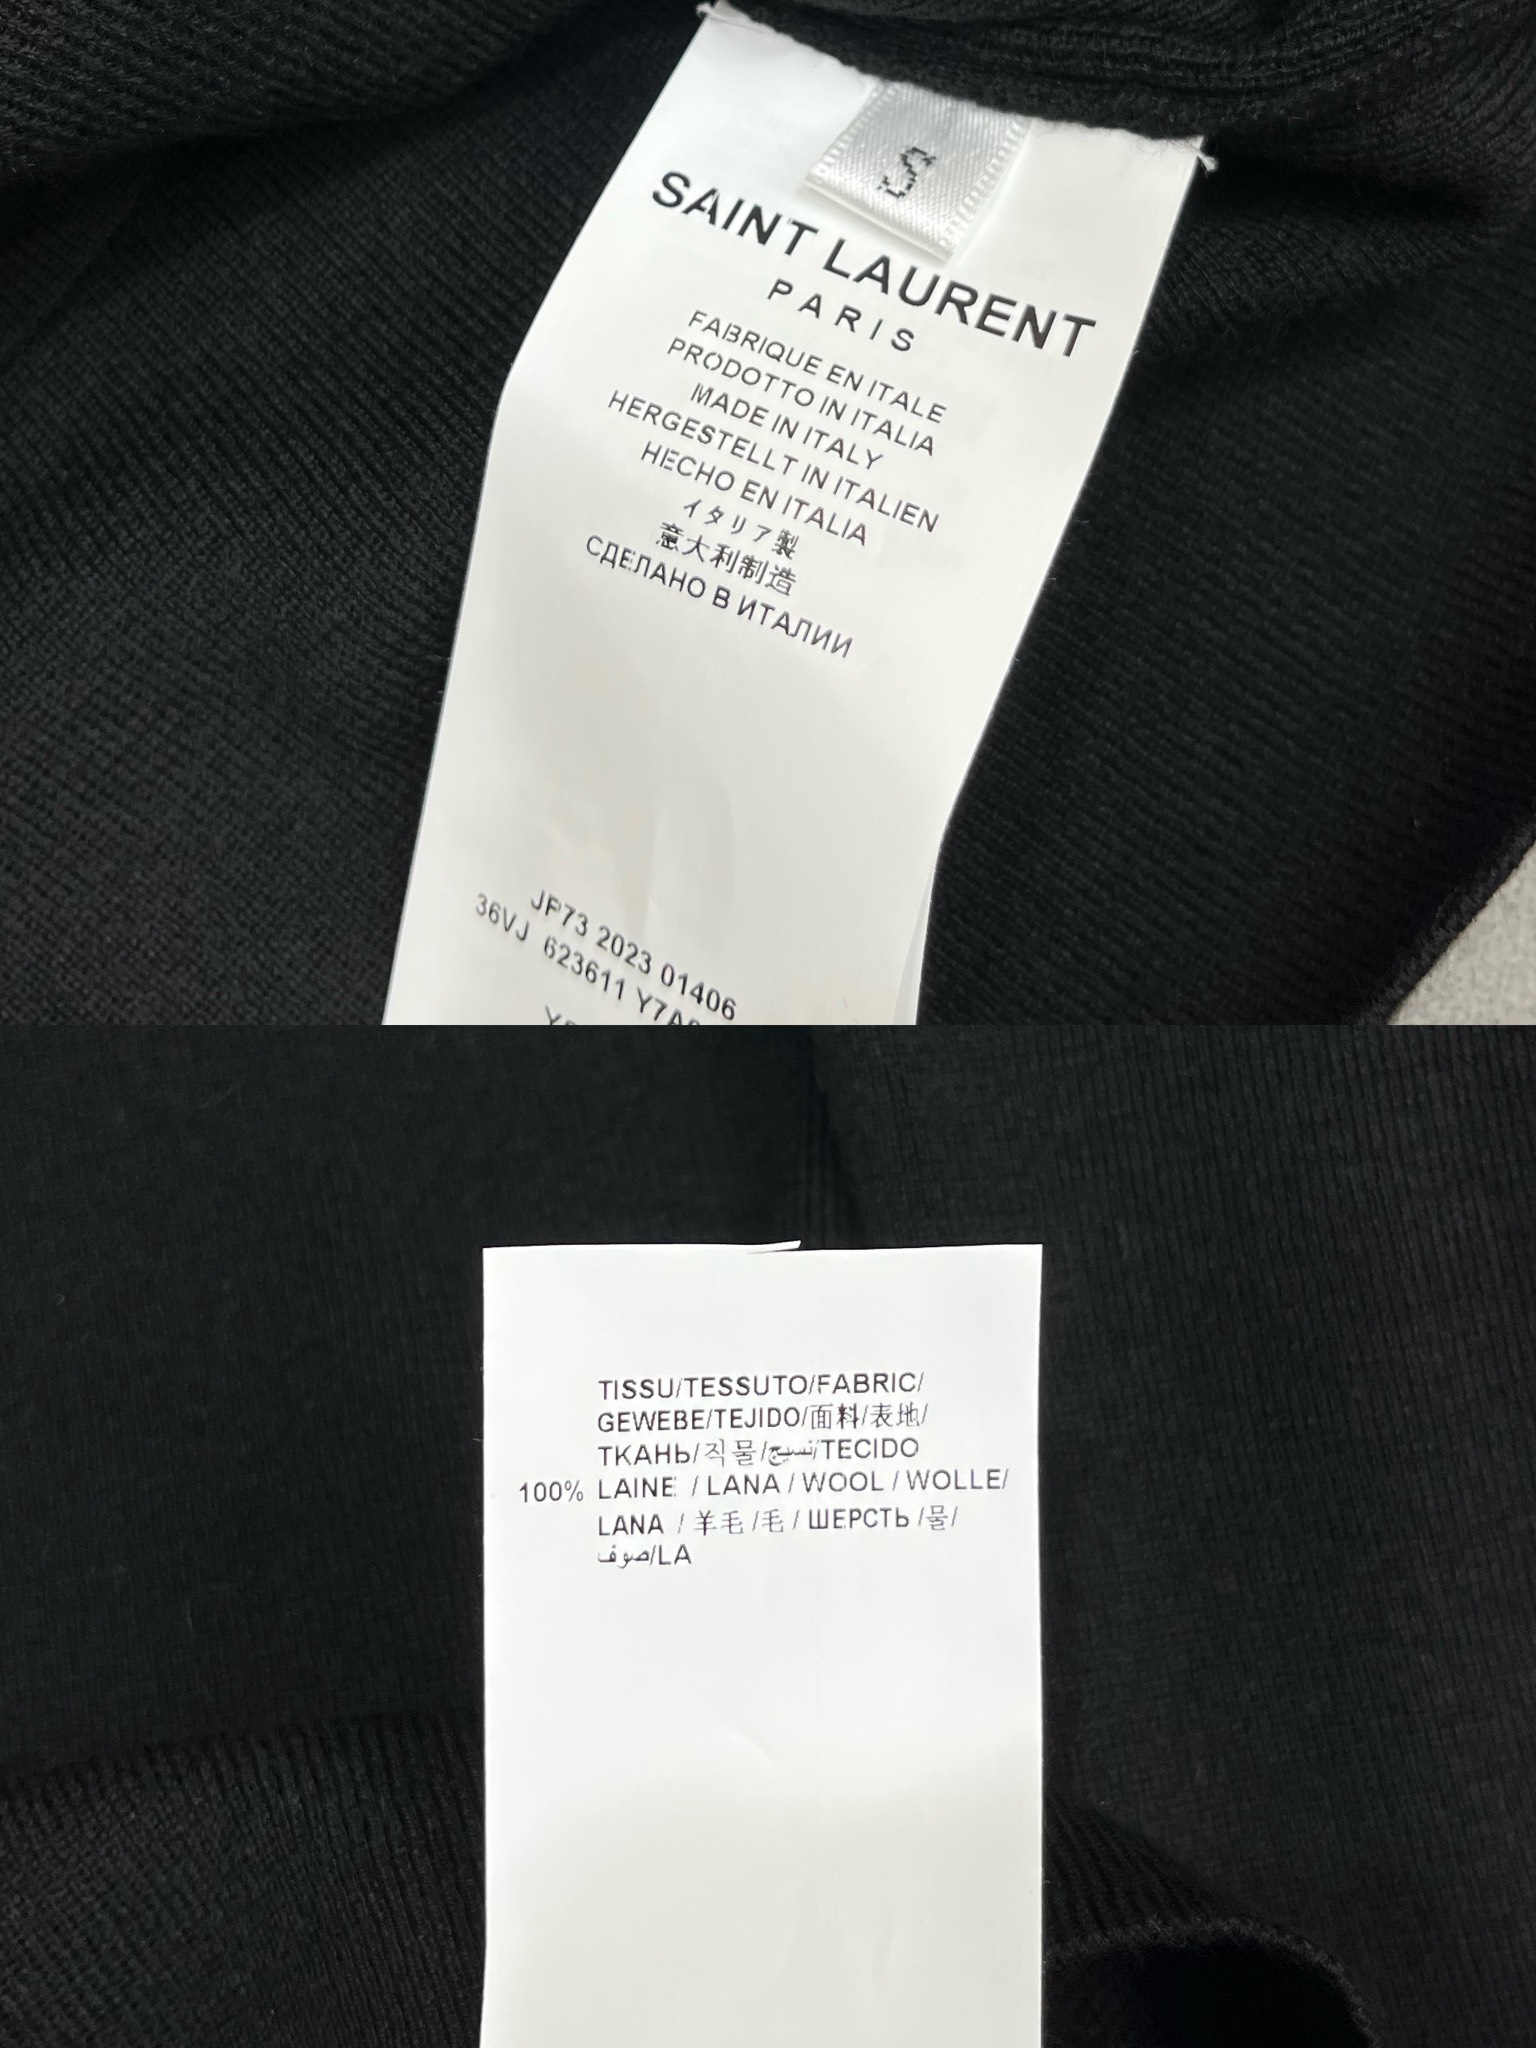 S
SAINT LAURENT
PARIS
FABRIQUE EN ITALE
PRODOTTO IN ITALIA
MADE IN ITALY
HERGESTELLT IN ITALIEN
HECHO EN ITALIA
イタリア製
意大利制造
СДЕЛАНО В ИТАЛИИ
JP73 2023 01406
36VJ 623611
TISSU/TESSUTO/FABRIC/
GEWEBE/TEJIDO/面料/表地/
ТКАНЬ/직물/نسيج/TECIDO
100% LAINE / LANA / WOOL / WOLLE/
LANA / 羊毛 /毛 / ШЕРСТЬ /물/
صوف/LA